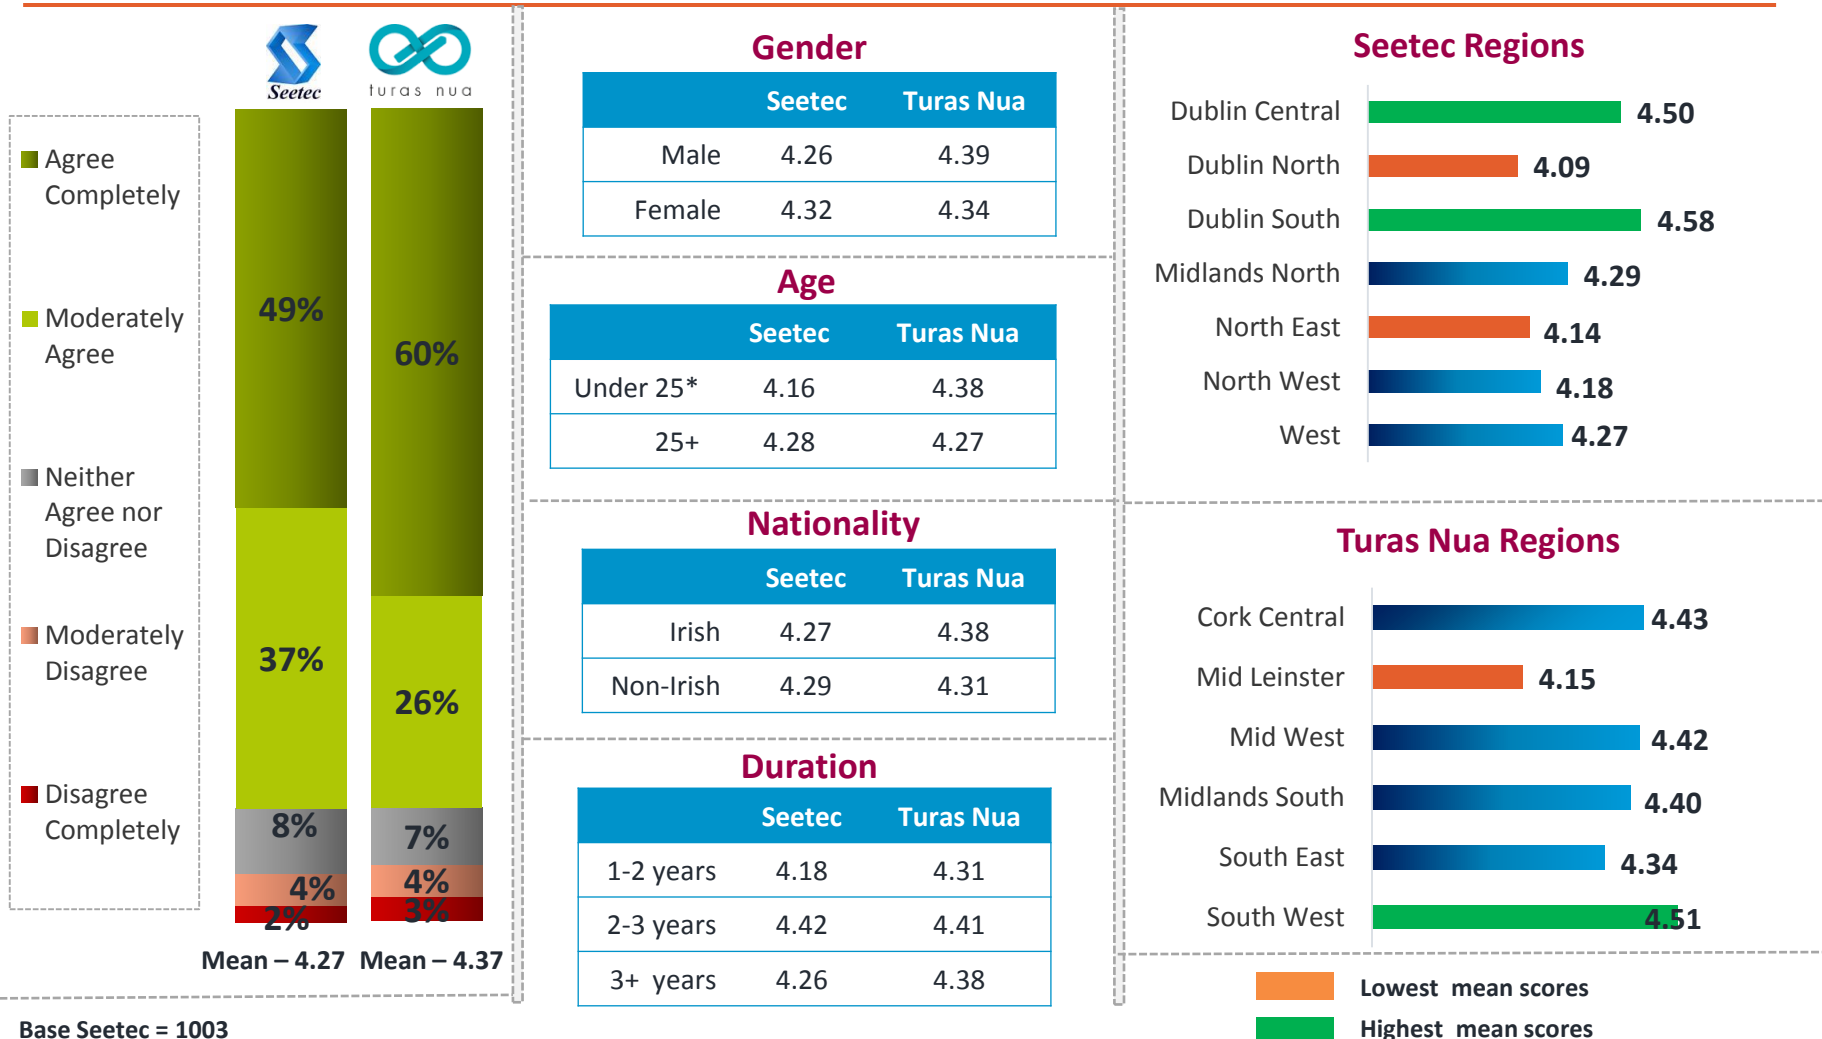 Seetec
turas nua
Agree
Completely
Moderately
Agree
Neither
Agree nor
Disagree
Moderately
Disagree
Disagree
Completely
49%
37%
8%
4%
2%
60%
26%
7%
4%
3%
Mean – 4.27 Mean – 4.37
Base Seetec = 1003
Gender
Seetec Turas Nua
Male 4.26 4.39
Female 4.32 4.34
Age
Seetec Turas Nua
Under 25* 4.16 4.38
25+ 4.28 4.27
Nationality
Seetec Turas Nua
Irish 4.27 4.38
Non-Irish 4.29 4.31
Duration
Seetec Turas Nua
1-2 years 4.18 4.31
2-3 years 4.42 4.41
3+ years 4.26 4.38
Seetec Regions
Dublin Central 4.50
Dublin North 4.09
Dublin South 4.58
Midlands North 4.29
North East 4.14
North West 4.18
West 4.27
Turas Nua Regions
Cork Central 4.43
Mid Leinster 4.15
Mid West 4.42
Midlands South 4.40
South East 4.34
South West 4.51
Lowest mean scores
Highest mean scores